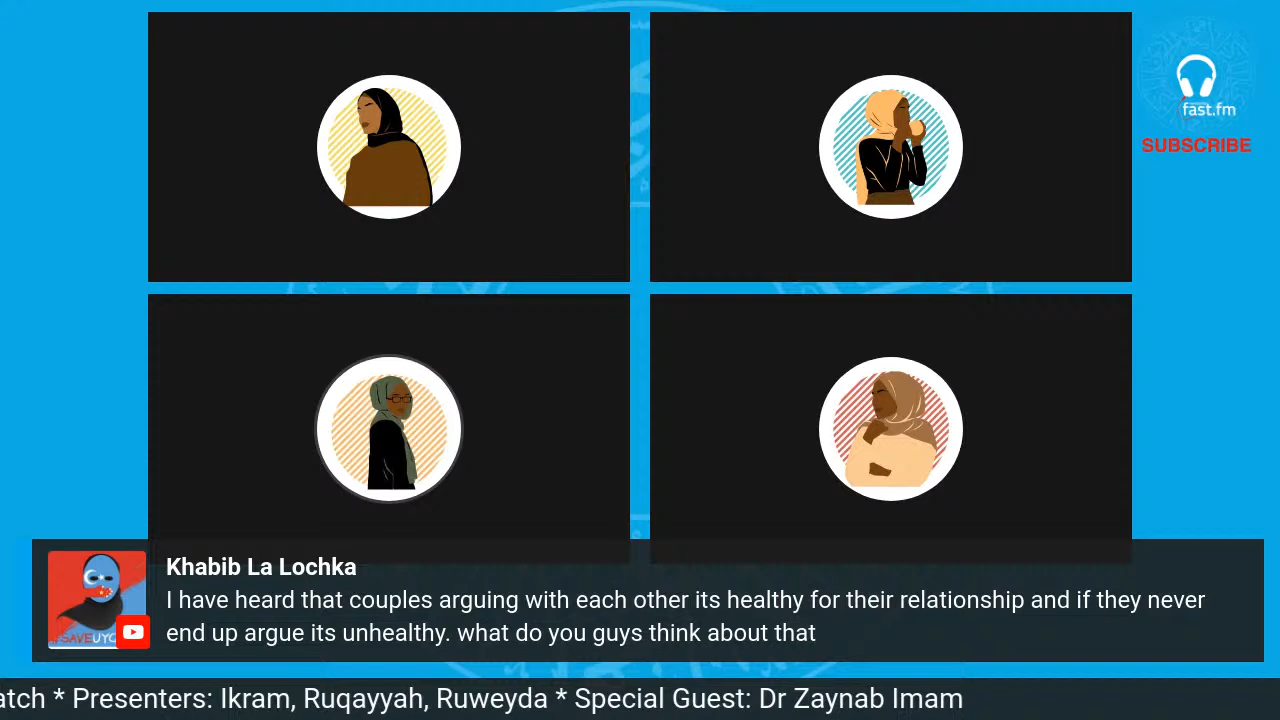 fast.fm
SUBSCRIBE
Khabib La Lochka
I have heard that couples arguing with each other its healthy for their relationship and if they never
end up argue its unhealthy. what do you guys think about that
#SAVEUYG
atch * Presenters: Ikram, Ruqayyah, Ruweyda * Special Guest: Dr Zaynab Imam